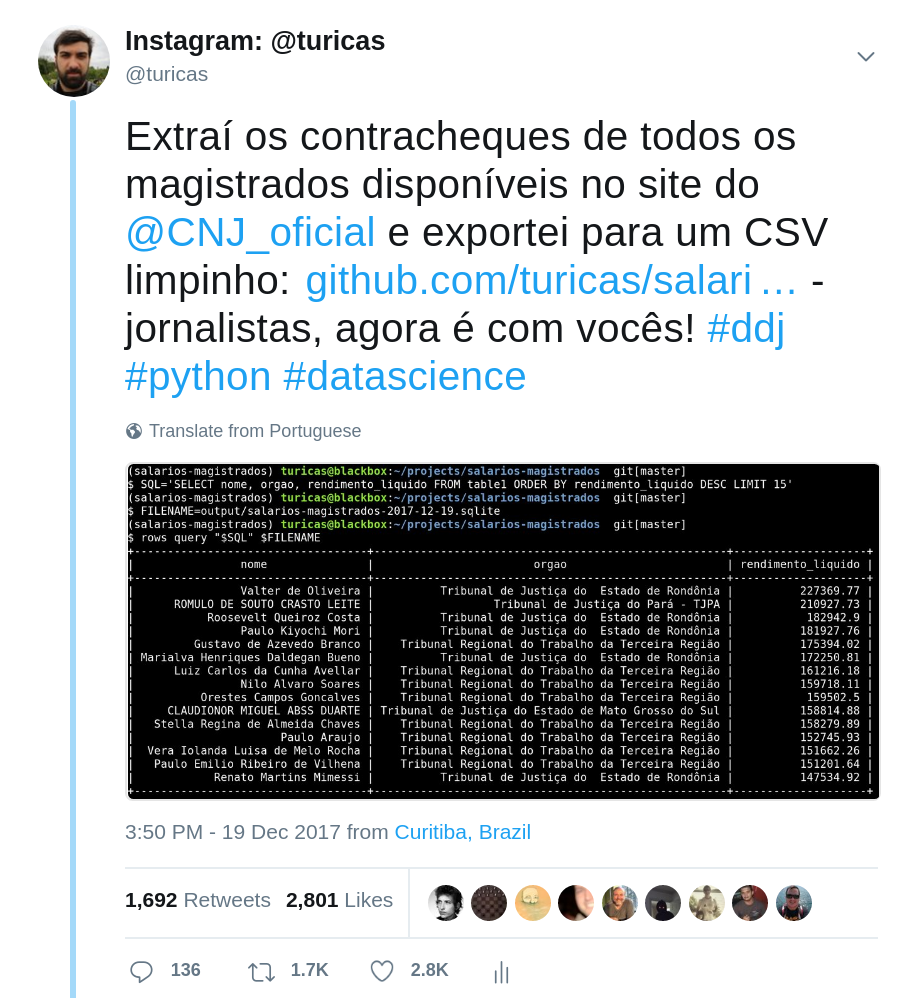 Instagram: @turicas
@turicas
Extraí os contracheques de todos os
magistrados disponíveis no site do
@CNJ_oficial e exportei para um CSV
limpinho: github.com/turicas/salari… -
jornalistas, agora é com vocês! #ddj
#python #datascience
Translate from Portuguese
(salarios-magistrados) turicas@blackbox:~/projects/salarios-magistrados git[master]
$ SQL='SELECT nome, orgao, rendimento_liquido FROM table1 ORDER BY rendimento_liquido DESC LIMIT 15'
(salarios-magistrados) turicas@blackbox:~/projects/salarios-magistrados git[master]
$ FILENAME=output/salarios-magistrados-2017-12-19.sqlite
(salarios-magistrados) turicas@blackbox:~/projects/salarios-magistrados git[master]
$ rows query "$SQL" $FILENAME
+-----------------------------------+-----------------------------------------------------+--------------------+
| nome | orgao | rendimento_liquido |
+-----------------------------------+-----------------------------------------------------+--------------------+
| Valter de Oliveira | Tribunal de Justiça do Estado de Rondônia | 227369.77 |
| ROMULO DE SOUTO CRASTO LEITE | Tribunal de Justiça do Pará - TJPA | 210927.73 |
| Roosevelt Queiroz Costa | Tribunal de Justiça do Estado de Rondônia | 182942.9 |
| Paulo Kiyochi Mori | Tribunal de Justiça do Estado de Rondônia | 181927.76 |
| Gustavo de Azevedo Branco | Tribunal Regional do Trabalho da Terceira Região | 175394.02 |
| Marialva Henriques Daldegan Bueno | Tribunal de Justiça do Estado de Rondônia | 172250.81 |
| Luiz Carlos da Cunha Avellar | Tribunal Regional do Trabalho da Terceira Região | 161216.18 |
| Nilo Alvaro Soares | Tribunal Regional do Trabalho da Terceira Região | 159718.11 |
| Orestes Campos Goncalves | Tribunal Regional do Trabalho da Terceira Região | 159502.5 |
| CLAUDIONOR MIGUEL ABSS DUARTE | Tribunal de Justiça do Estado de Mato Grosso do Sul | 158814.88 |
| Stella Regina de Almeida Chaves | Tribunal Regional do Trabalho da Terceira Região | 158279.89 |
| Paulo Araujo | Tribunal Regional do Trabalho da Terceira Região | 152745.93 |
| Vera Iolanda Luisa de Melo Rocha | Tribunal Regional do Trabalho da Terceira Região | 151662.26 |
| Paulo Emilio Ribeiro de Vilhena | Tribunal Regional do Trabalho da Terceira Região | 151201.64 |
| Renato Martins Mimessi | Tribunal de Justiça do Estado de Rondônia | 147534.92 |
+-----------------------------------+-----------------------------------------------------+--------------------+
3:50 PM - 19 Dec 2017 from Curitiba, Brazil
1,692 Retweets 2,801 Likes
136 1.7K 2.8K